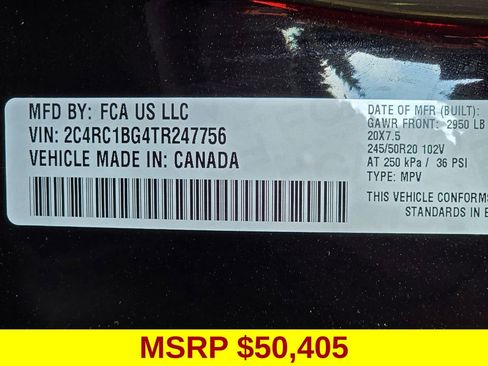 MFD BY: FCA US LLC
VIN: 2C4RC1BG4TR247756
VEHICLE MADE IN: CANADA
DATE OF MFR (BUILT):
GAWR FRONT: 2950 LB
20X7.5
245/50R20 102V
AT 250 kPa / 36 PSI
TYPE: MPV
THIS VEHICLE CONFORMS
STANDARDS IN E
MSRP $50,405